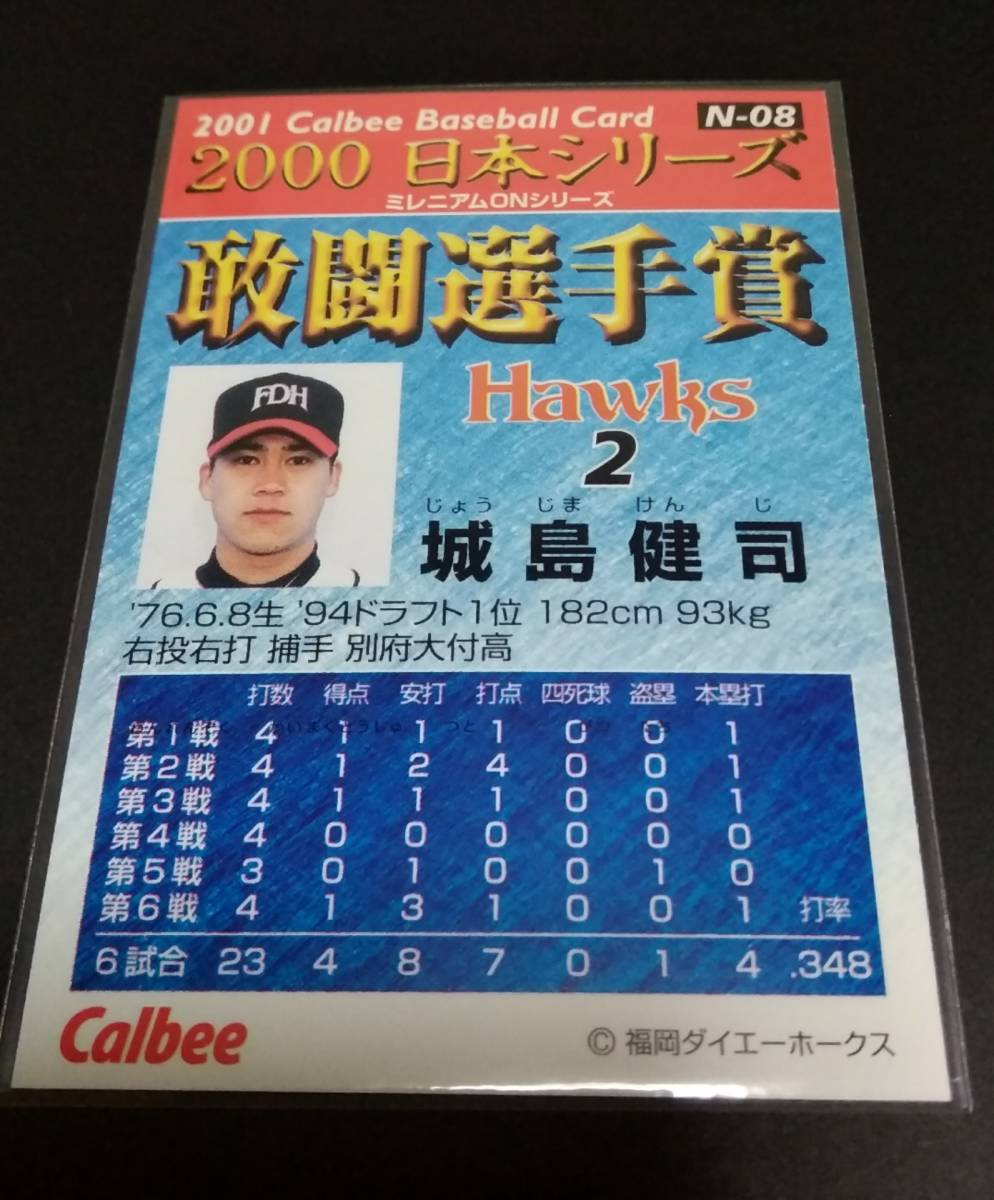 2001 Calbee Baseball Card N-08
2000 日本シリーズ
ミレニアムONシリーズ
敢闘選手賞
FDH
Hawks
2
じょう じま けん じ
城島健司
'76.6.8生 '94ドラフト1位 182cm 93kg
右投右打 捕手 別府大付高
打数 得点 安打 打点 四死球 盗塁 本塁打
第1戦 4 1 1 1 0 0 1
第2戦 4 1 2 4 0 0 1
第3戦 4 1 1 1 0 0 1
第4戦 4 0 0 0 0 0 0
第5戦 3 0 1 0 0 1 0
第6戦 4 1 3 1 0 0 1 打率
6試合 23 4 8 7 0 1 4 .348
Calbee
© 福岡ダイエーホークス